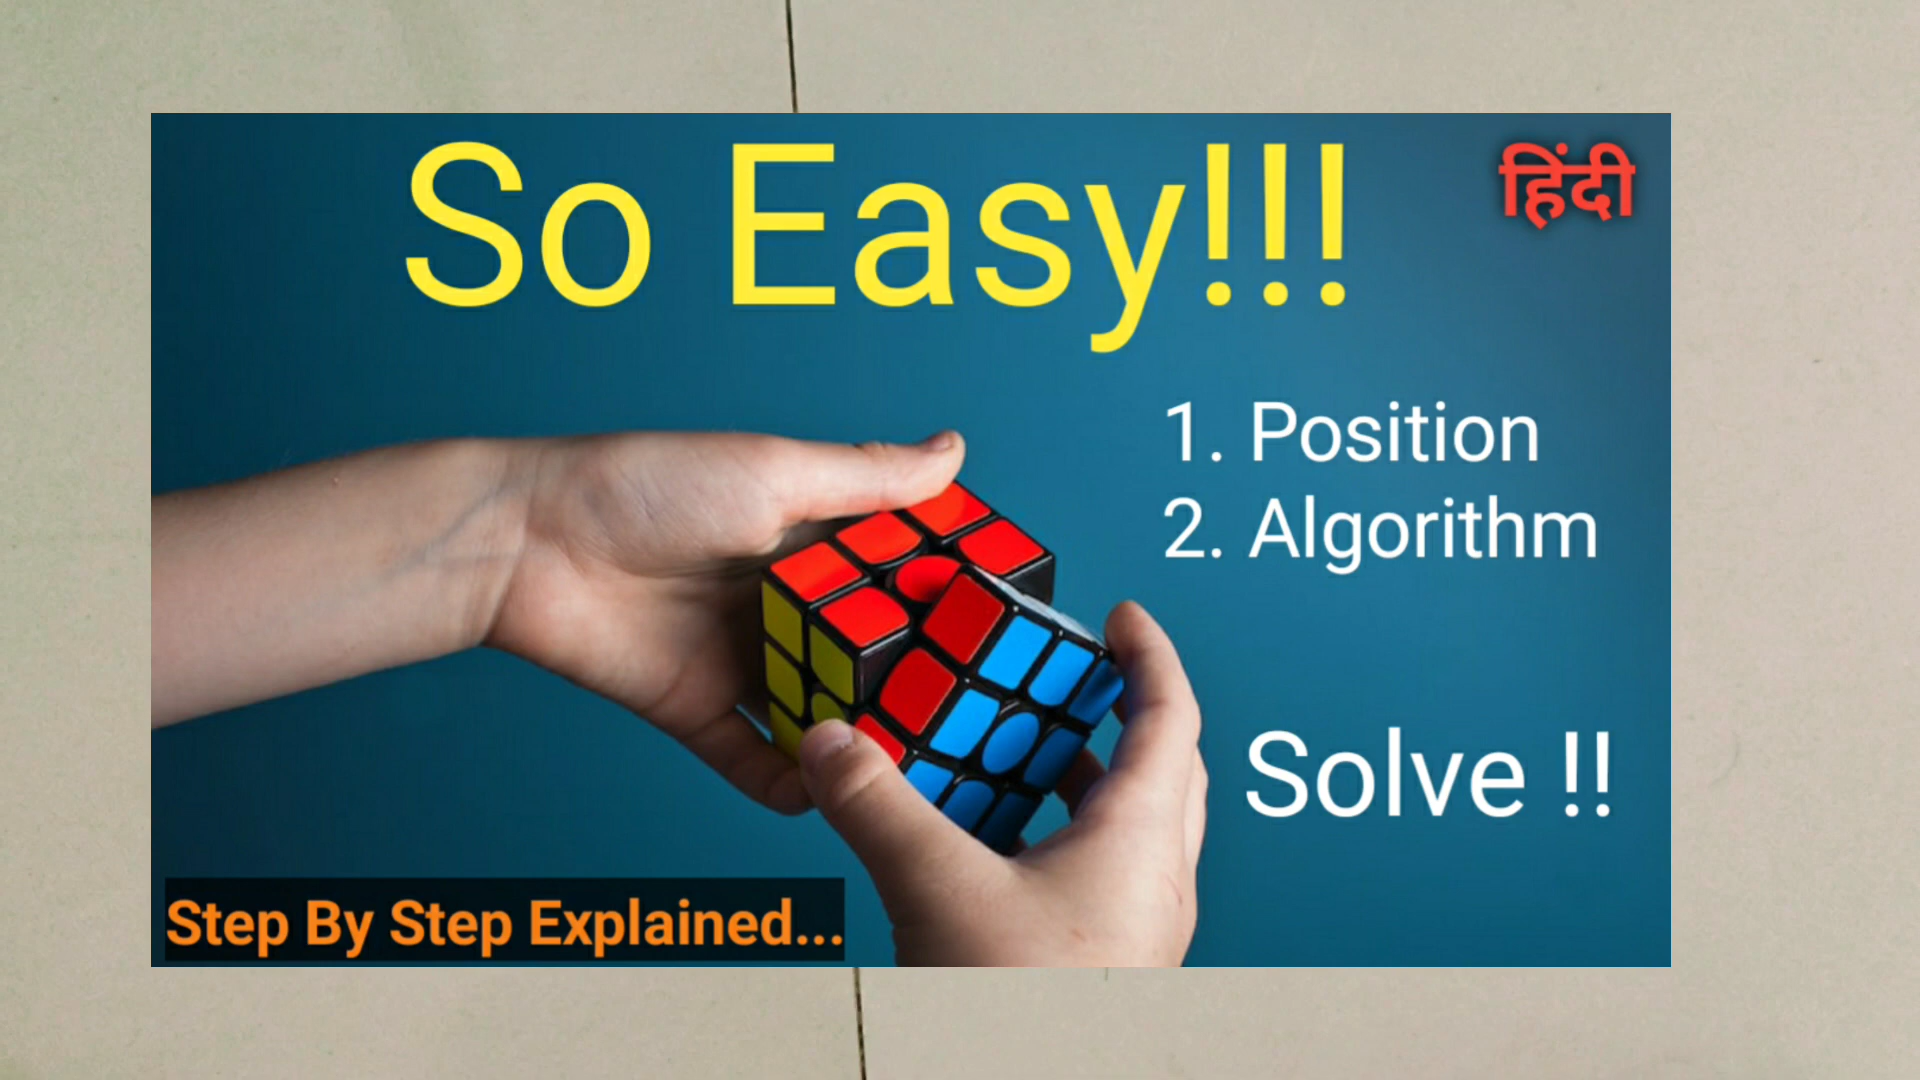 So Easy!!!
हिंदी
1. Position
2. Algorithm
Solve !!
Step By Step Explained...